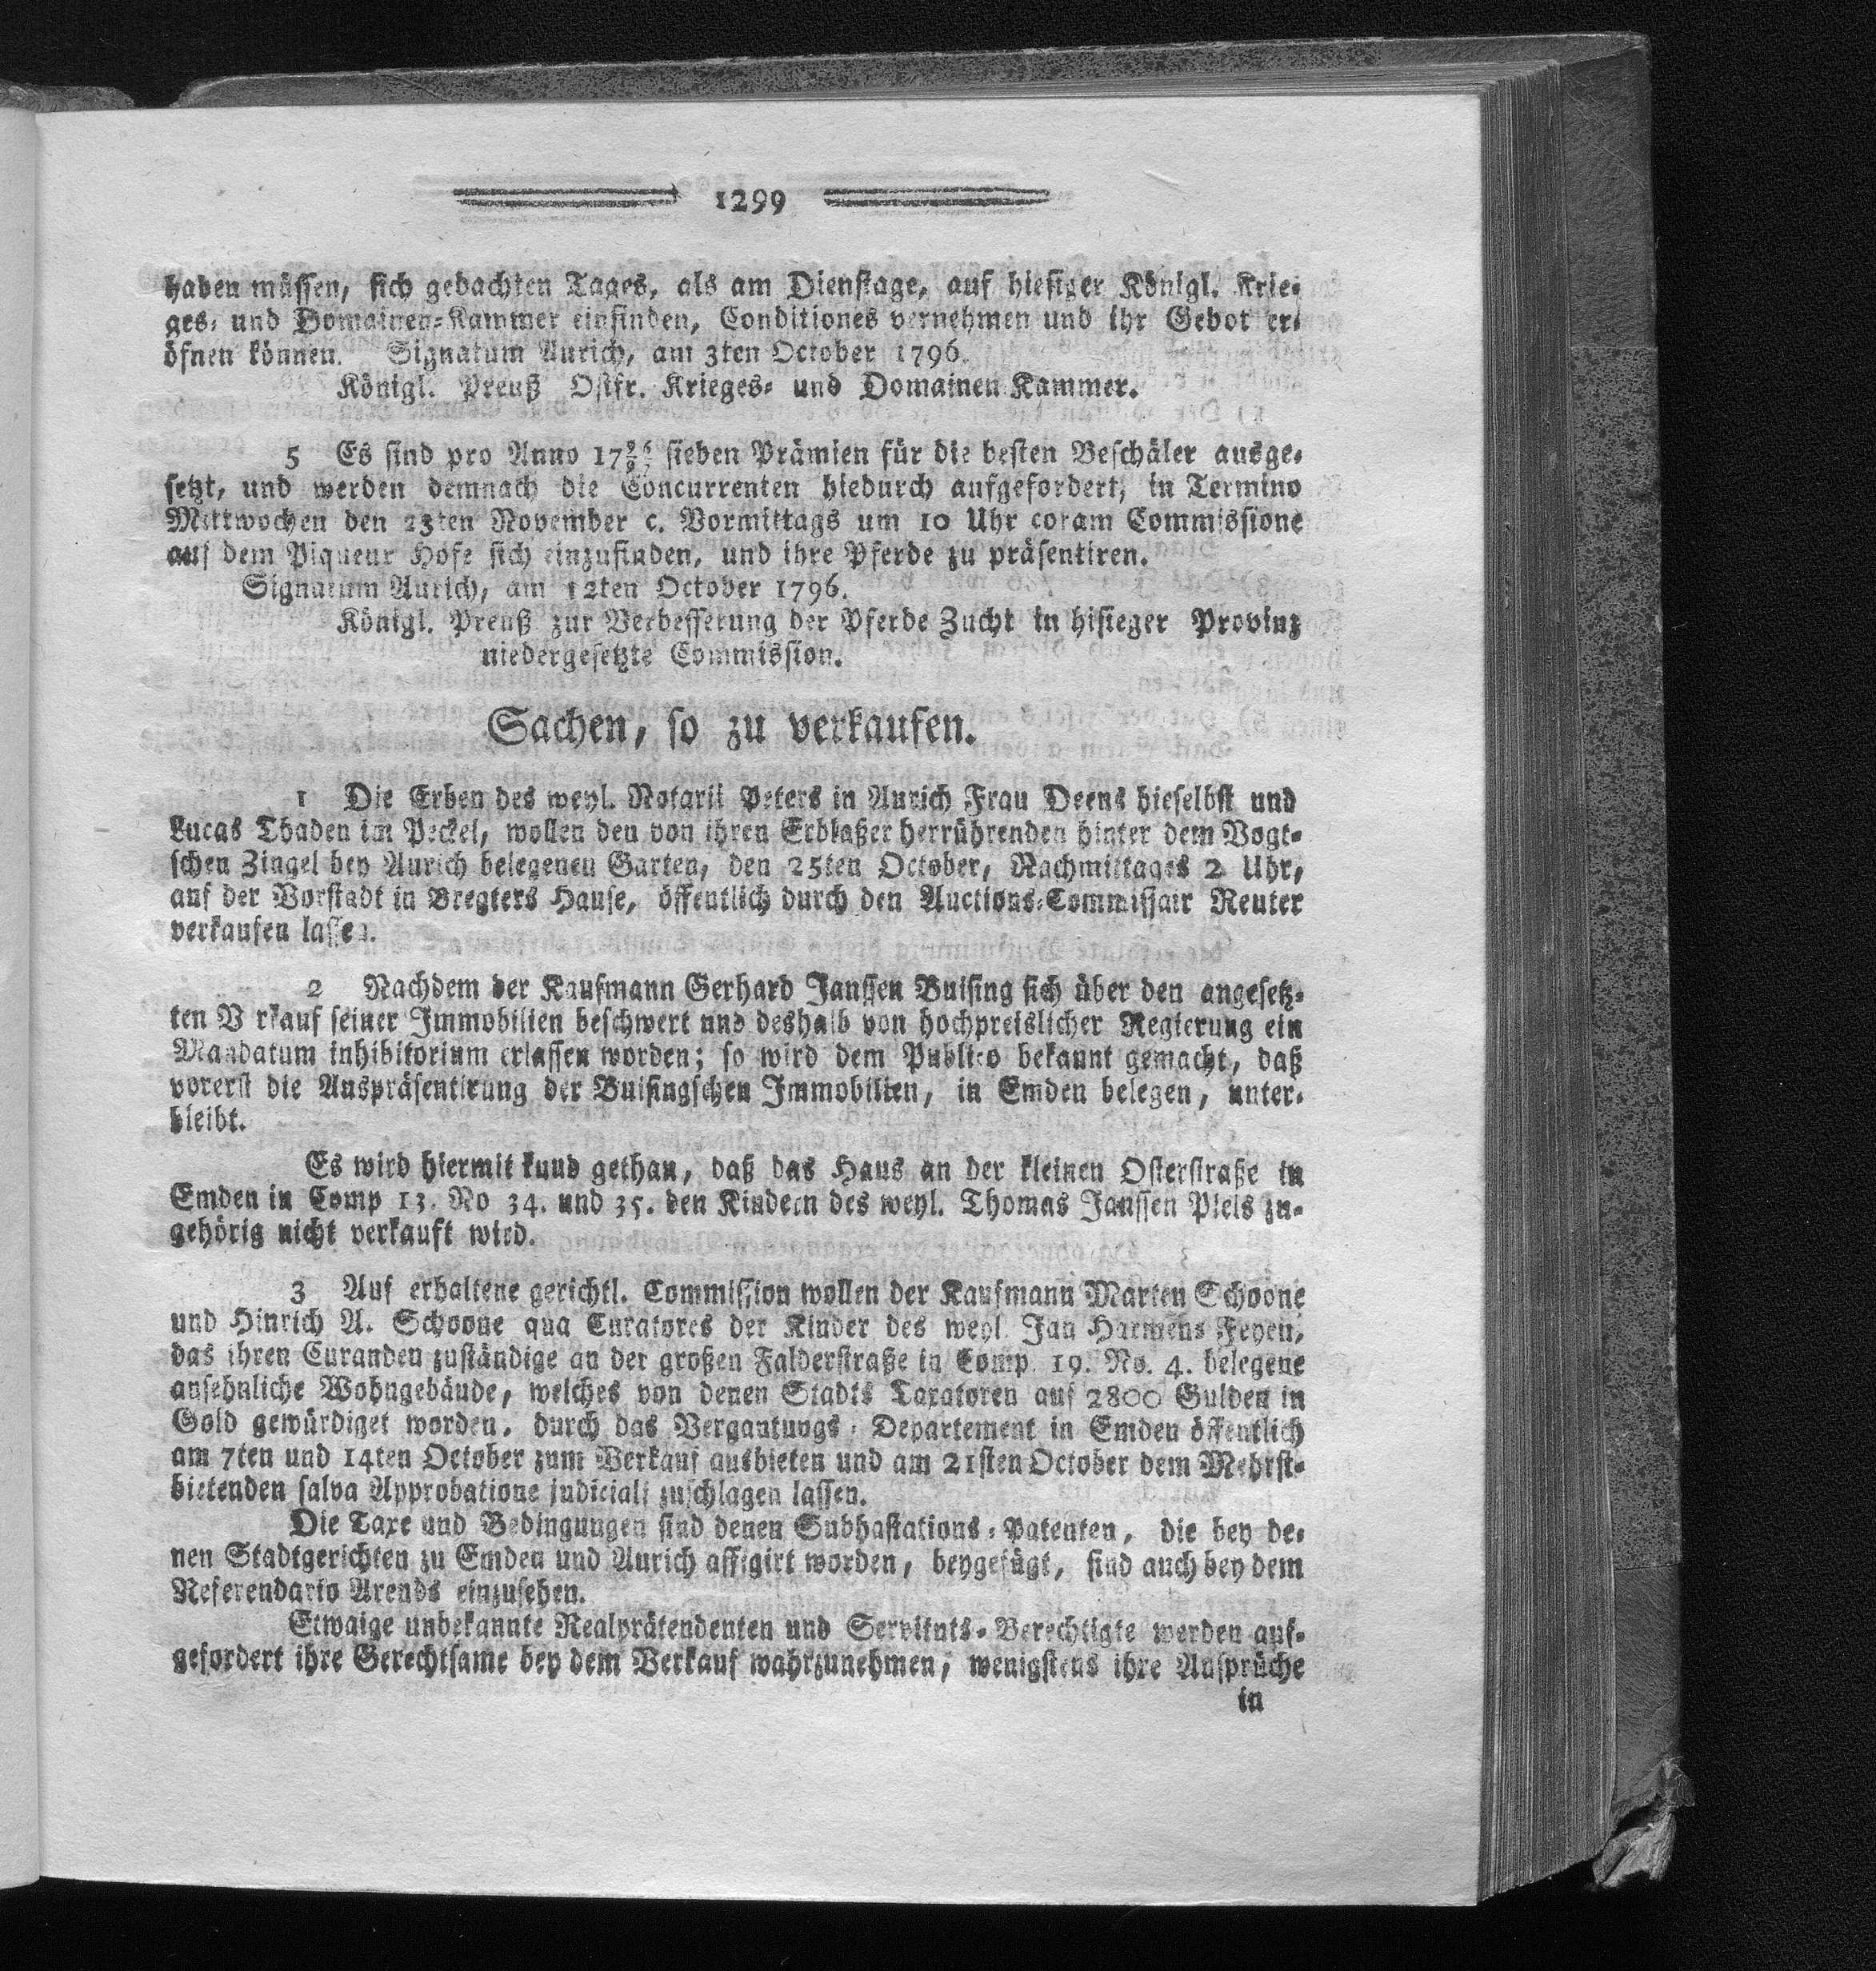 1299
haben müssen, sich gedachten Tages, als am Dienstage, auf hiesiger Königl. Krie-
ges- und Domainen-Kammer einfinden, Conditiones vernehmen und ihr Gebot er-
öfnen können. Signatum Aurich, am 3ten October 1796.
Königl. Preuß Ostfr. Krieges- und Domainen Kammer.
5 Es sind pro Anno 17 96/97 sieben Prämien für die besten Beschäler ausge-
setzt, und werden demnach die Concurrenten hiedurch aufgefordert, in Termino
Mittwochen den 23ten November c. Vormittags um 10 Uhr coram Commissione
auf dem Piqueur Hofe sich einzufinden, und ihre Pferde zu präsentiren.
Signatum Aurich, am 12ten October 1796.
Königl. Preuß zur Verbesserung der Pferde Zucht in hisieger Provinz
niedergesetzte Commission.
Sachen, so zu verkaufen.
1 Die Erben des weyl. Notarii Peters in Aurich Frau Deens hieselbst und
Lucas Thaden im Peckel, wollen den von ihren Erblaßer herrührenden hinter dem Vogt-
schen Zingel bey Aurich belegenen Garten, den 25ten October, Nachmittages 2 Uhr,
auf der Vorstadt in Bregters Hause, öffentlich durch den Auctions-Commissair Reuter
verkaufen lassen.
2 Nachdem der Kaufmann Gerhard Janssen Buising sich über den angesetz-
ten V rkauf seiner Immobilien beschwert und deshalb von hochpreislicher Regierung ein
Mandatum inhibitorium erlassen worden; so wird dem Publico bekannt gemacht, daß
vorerst die Auspräsentirung der Buisingschen Immobilien, in Emden belegen, unter-
bleibt.
Es wird hiermit kund gethan, daß das Haus an der kleinen Osterstraße in
Emden in Comp 13. No 34. und 35. den Kindern des weyl. Thomas Janssen Piels zu-
gehörig nicht verkauft wird.
3 Auf erhaltene gerichtl. Commission wollen der Kaufmann Marten Schoone
und Hinrich A. Schoone qua Curatores der Kinder des weyl. Jan Harmens Feyen,
das ihren Curanden zuständige an der großen Falderstraße in Comp. 19. No. 4. belegene
ansehnliche Wohngebäude, welches von denen Stadts Taxatoren auf 2800 Gulden in
Gold gewürdiget worden, durch das Vergantungs-Departement in Emden öffentlich
am 7ten und 14ten October zum Verkauf ausbieten und am 21sten October dem Mehrst-
bietenden salva Approbatione judiciali zuschlagen lassen.
Die Taxe und Bedingungen sind denen Subhastations-Patenten, die bey de-
nen Stadtgerichten zu Emden und Aurich affigirt worden, beygefügt, sind auch bey dem
Referendario Arends einzusehen.
Etwaige unbekannte Realprätendenten und Servituts-Berechtigte werden auf-
gefordert ihre Gerechtsame bey dem Verkauf wahrzunehmen, wenigstens ihre Ansprüche
in